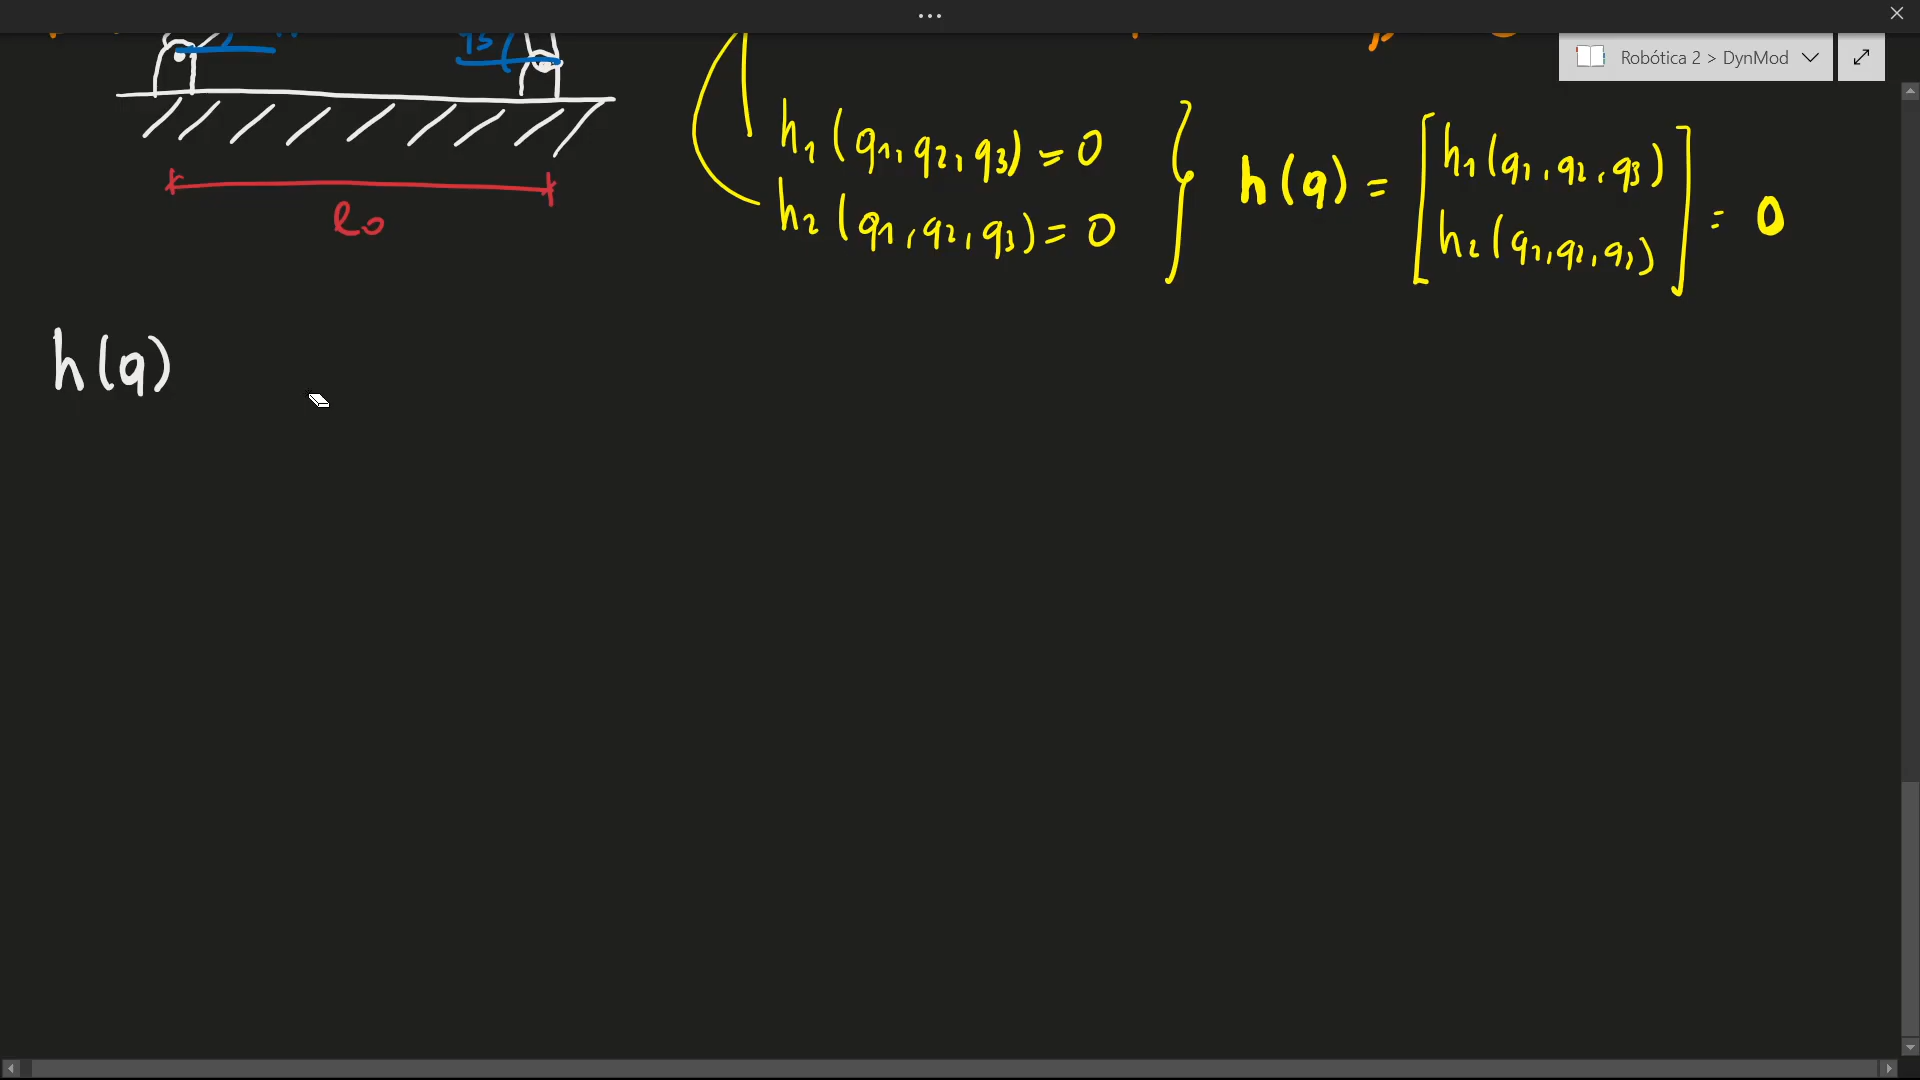 Robótica 2 > DynMod
q3
h1(q1,q2,q3)=0
h2(q1,q2,q3)=0
h(q) = [h1(q1,q2,q3)
h2(q1,q2,q3)] = 0
l0
h(q)